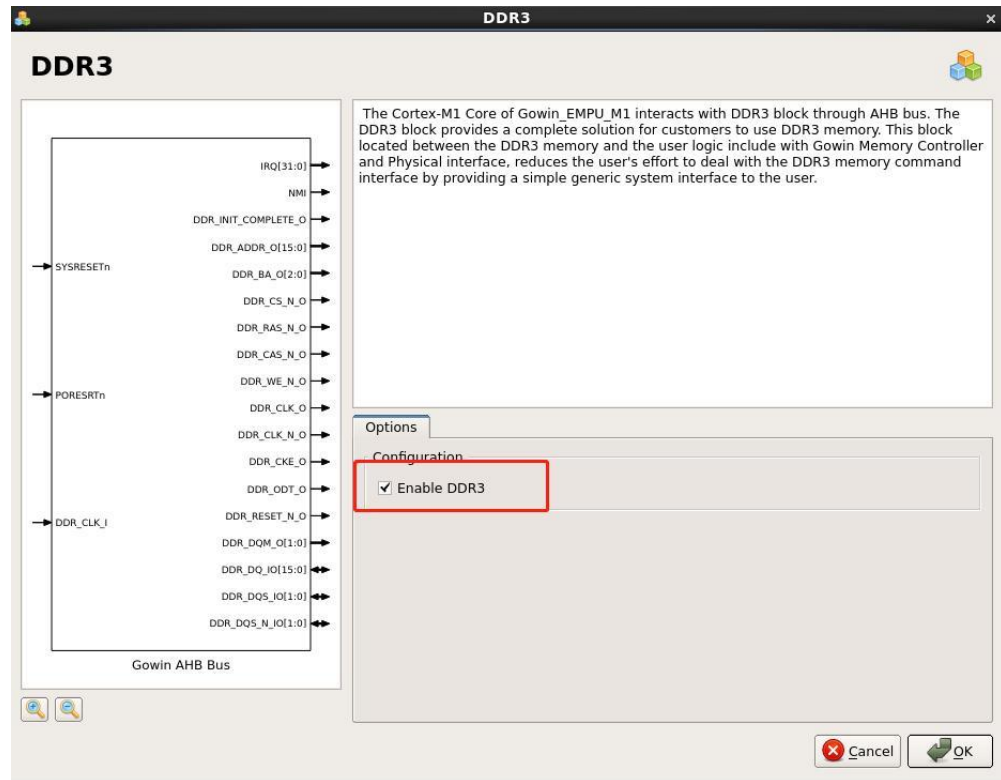 DDR3
DDR3
IRQ[31:0]
NMI
DDR_INIT_COMPLETE_O
DDR_ADDR_O[15:0]
SYSRESETn
DDR_BA_O[2:0]
DDR_CS_N_O
DDR_RAS_N_O
DDR_CAS_N_O
DDR_WE_N_O
PORESRTn
DDR_CLK_O
DDR_CLK_N_O
DDR_CKE_O
DDR_ODT_O
DDR_RESET_N_O
DDR_CLK_I
DDR_DQM_O[1:0]
DDR_DQ_IO[15:0]
DDR_DQS_IO[1:0]
DDR_DQS_N_IO[1:0]
Gowin AHB Bus
The Cortex-M1 Core of Gowin_EMPU_M1 interacts with DDR3 block through AHB bus. The
DDR3 block provides a complete solution for customers to use DDR3 memory. This block
located between the DDR3 memory and the user logic include with Gowin Memory Controller
and Physical interface, reduces the user's effort to deal with the DDR3 memory command
interface by providing a simple generic system interface to the user.
Options
Configuration
Enable DDR3
Cancel
OK